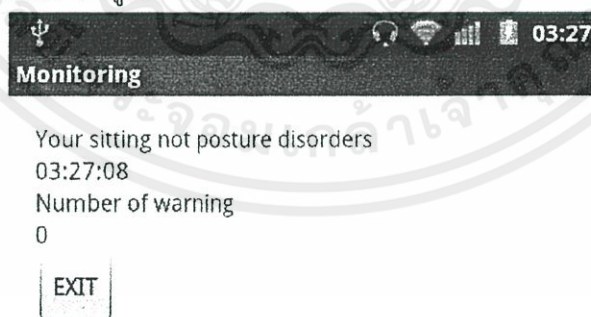 03:27
Monitoring
Your sitting not posture disorders
03:27:08
Number of warning
0
EXIT